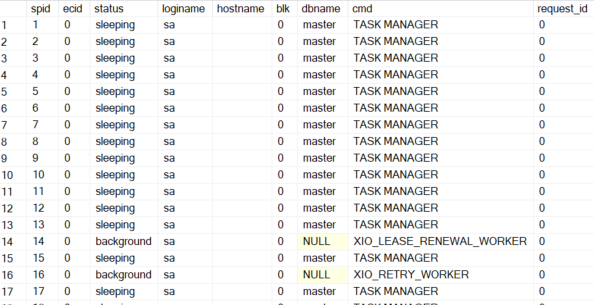 spid ecid status loginame hostname blk dbname cmd request_id
1 1 0 sleeping sa 0 master TASK MANAGER 0
2 2 0 sleeping sa 0 master TASK MANAGER 0
3 3 0 sleeping sa 0 master TASK MANAGER 0
4 4 0 sleeping sa 0 master TASK MANAGER 0
5 5 0 sleeping sa 0 master TASK MANAGER 0
6 6 0 sleeping sa 0 master TASK MANAGER 0
7 7 0 sleeping sa 0 master TASK MANAGER 0
8 8 0 sleeping sa 0 master TASK MANAGER 0
9 9 0 sleeping sa 0 master TASK MANAGER 0
10 10 0 sleeping sa 0 master TASK MANAGER 0
11 11 0 sleeping sa 0 master TASK MANAGER 0
12 12 0 sleeping sa 0 master TASK MANAGER 0
13 13 0 sleeping sa 0 master TASK MANAGER 0
14 14 0 background sa 0 NULL XIO_LEASE_RENEWAL_WORKER 0
15 15 0 sleeping sa 0 master TASK MANAGER 0
16 16 0 background sa 0 NULL XIO_RETRY_WORKER 0
17 17 0 sleeping sa 0 master TASK MANAGER 0